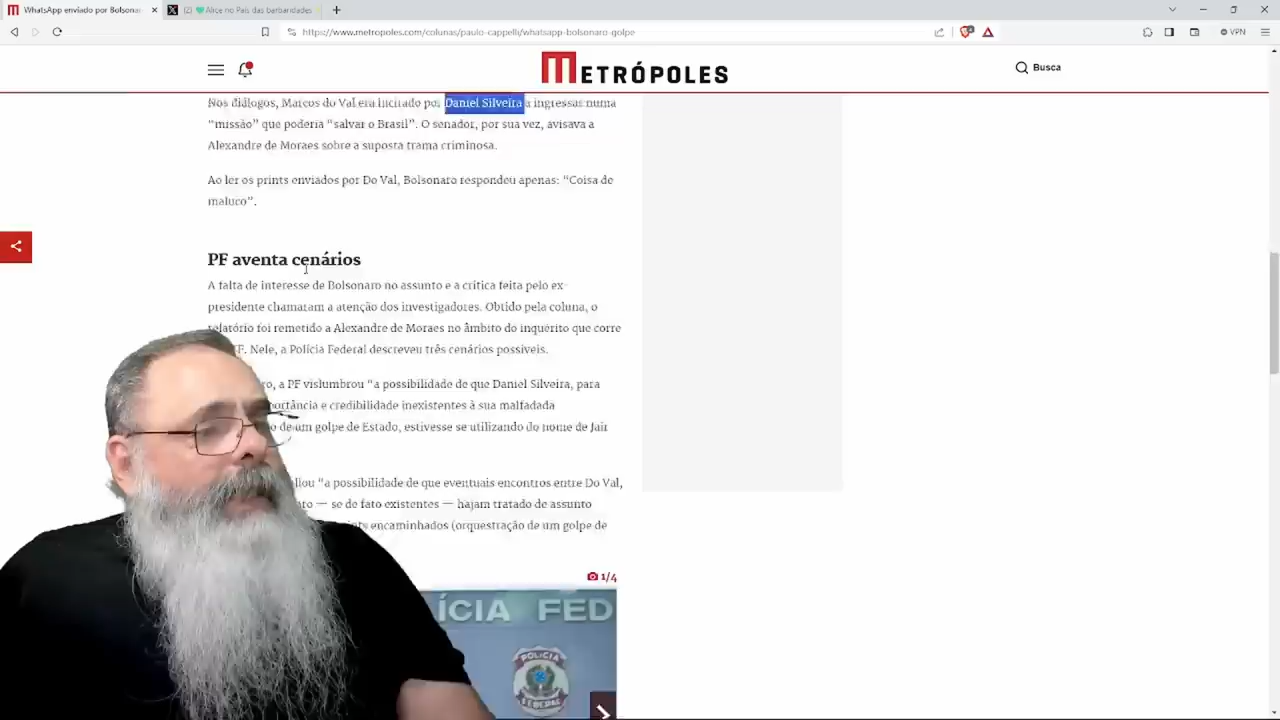 WhatsApp enviado por Bolsonar
Alice no País das barbaridades
https://www.metropoles.com/colunas/paulo-cappelli/whatsapp-bolsonaro-golpe
VPN
METRÓPOLES
Busca
Nos diálogos, Marcos do Val era incitado por Daniel Silveira a ingressar numa
“missão” que poderia “salvar o Brasil”. O senador, por sua vez, avisava a
Alexandre de Moraes sobre a suposta trama criminosa.
Ao ler os prints enviados por Do Val, Bolsonaro respondeu apenas: “Coisa de
maluco”.
PF aventa cenários
A falta de interesse de Bolsonaro no assunto e a crítica feita pelo ex-
presidente chamaram a atenção dos investigadores. Obtido pela coluna, o
relatório foi remetido a Alexandre de Moraes no âmbito do inquérito que corre
TF. Nele, a Polícia Federal descreveu três cenários possíveis.
ro, a PF vislumbrou “a possibilidade de que Daniel Silveira, para
portância e credibilidade inexistentes à sua malfadada
o de um golpe de Estado, estivesse se utilizando do nome de Jair
llou “a possibilidade de que eventuais encontros entre Do Val,
ro — se de fato existentes — hajam tratado de assunto
ints encaminhados (orquestração de um golpe de
1/4
ÍCIA FED
POLÍCIA
FEDERAL